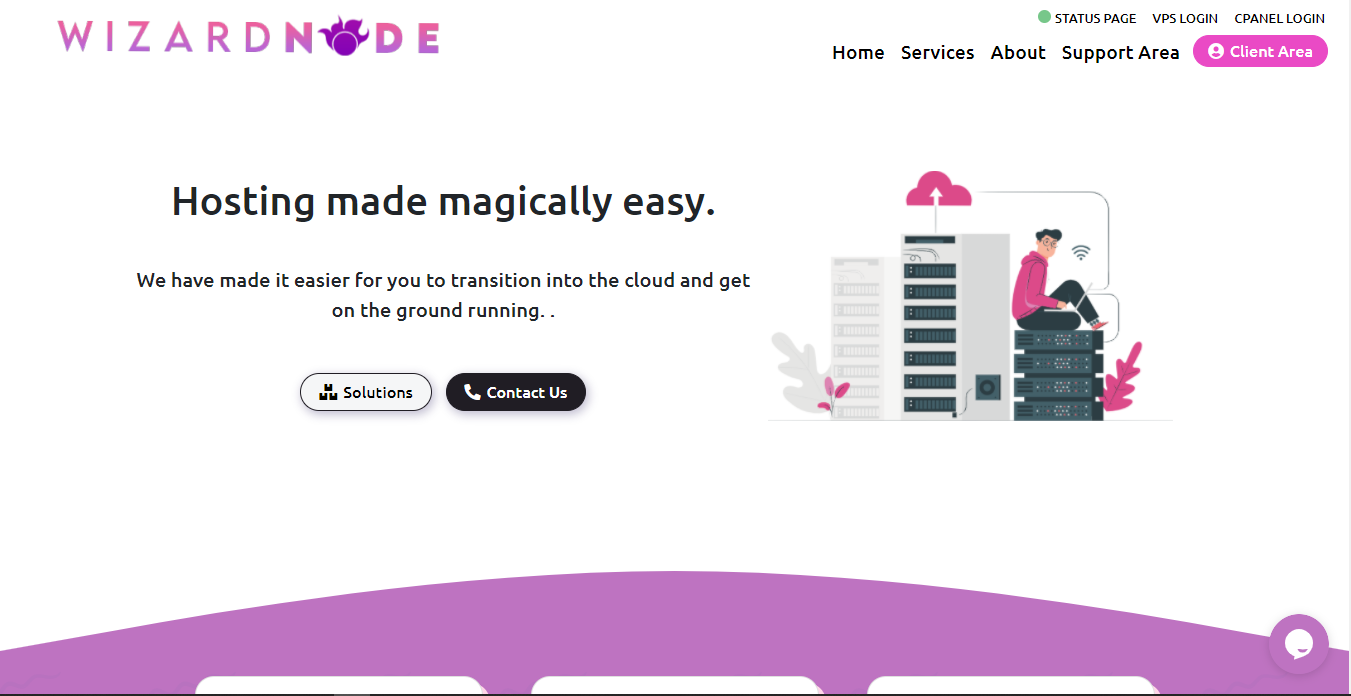 WIZARDNODE
STATUS PAGE VPS LOGIN CPANEL LOGIN
Home Services About Support Area Client Area
Hosting made magically easy.
We have made it easier for you to transition into the cloud and get
on the ground running. .
Solutions Contact Us